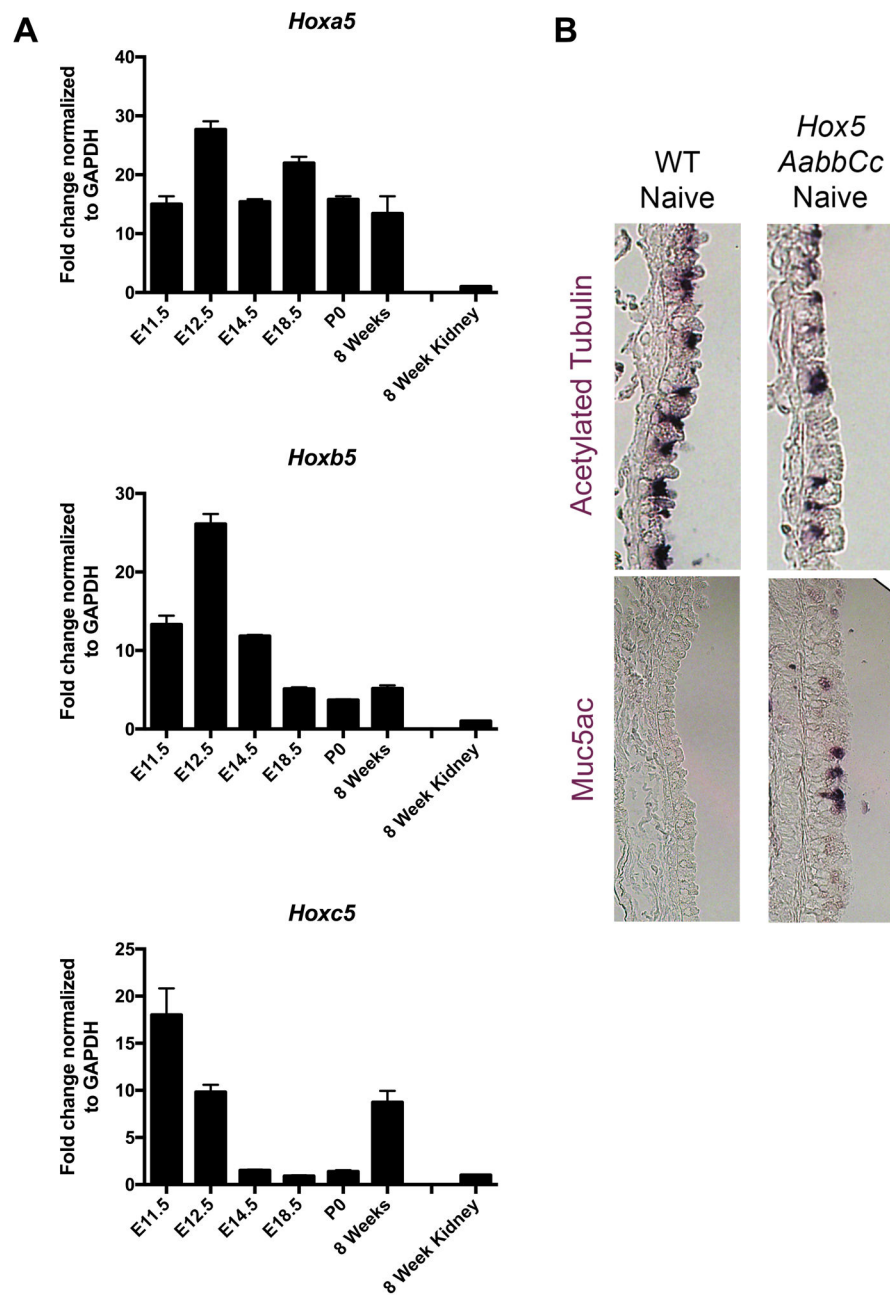 A
Hoxa5
Fold change normalized
to GAPDH
40
30
20
10
0
E11.5
E12.5
E14.5
E18.5
P0
8 Weeks
8 Week Kidney
Hoxb5
Fold change normalized
to GAPDH
30
20
10
0
E11.5
E12.5
E14.5
E18.5
P0
8 Weeks
8 Week Kidney
Hoxc5
Fold change normalized
to GAPDH
25
20
15
10
5
0
E11.5
E12.5
E14.5
E18.5
P0
8 Weeks
8 Week Kidney
B
WT
Naive
Hox5
AabbCc
Naive
Acetylated Tubulin
Muc5ac